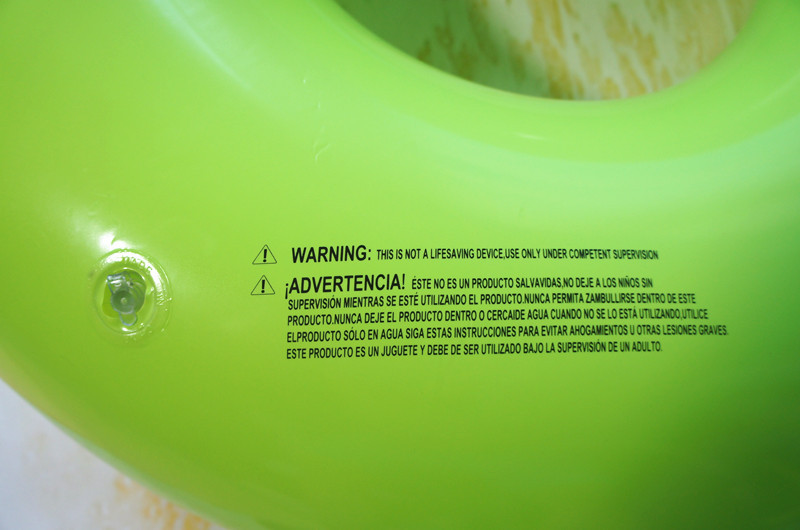 WARNING: THIS IS NOT A LIFESAVING DEVICE,USE ONLY UNDER COMPETENT SUPERVISION
¡ADVERTENCIA! ÉSTE NO ES UN PRODUCTO SALVAVIDAS,NO DEJE A LOS NIÑOS SIN
SUPERVISIÓN MIENTRAS SE ESTÉ UTILIZANDO EL PRODUCTO.NUNCA PERMITA ZAMBULLIRSE DENTRO DE ESTE
PRODUCTO.NUNCA DEJE EL PRODUCTO DENTRO O CERCAIDE AGUA CUANDO NO SE LO ESTÁ UTILIZANDO,UTILICE
ELPRODUCTO SÓLO EN AGUA SIGA ESTAS INSTRUCCIONES PARA EVITAR AHOGAMIENTOS U OTRAS LESIONES GRAVES.
ESTE PRODUCTO ES UN JUGUETE Y DEBE DE SER UTILIZADO BAJO LA SUPERVISIÓN DE UN ADULTO.